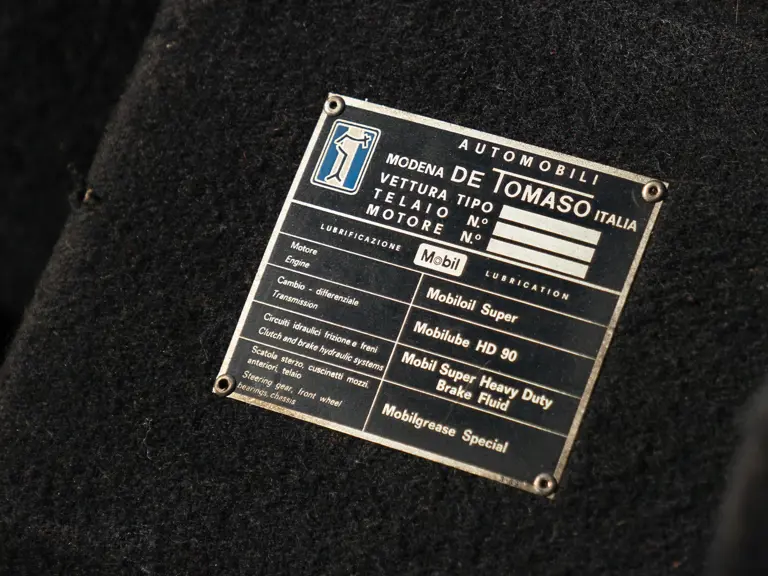 AUTOMOBILI
MODENA DE TOMASO ITALIA
VETTURA TIPO
TELAIO N.º
MOTORE N.º
LUBRIFICAZIONE Mobil LUBRICATION
Motore
Engine
Mobiloil Super
Cambio - differenziale
Transmission
Mobilube HD 90
Circuiti idraulici frizione e freni
Clutch and brake hydraulic systems
Mobil Super Heavy Duty
Brake Fluid
Scatola sterzo, cuscinetti mozzi,
anteriori, telaio
Steering gear, front wheel
bearings, chassis
Mobilgrease Special